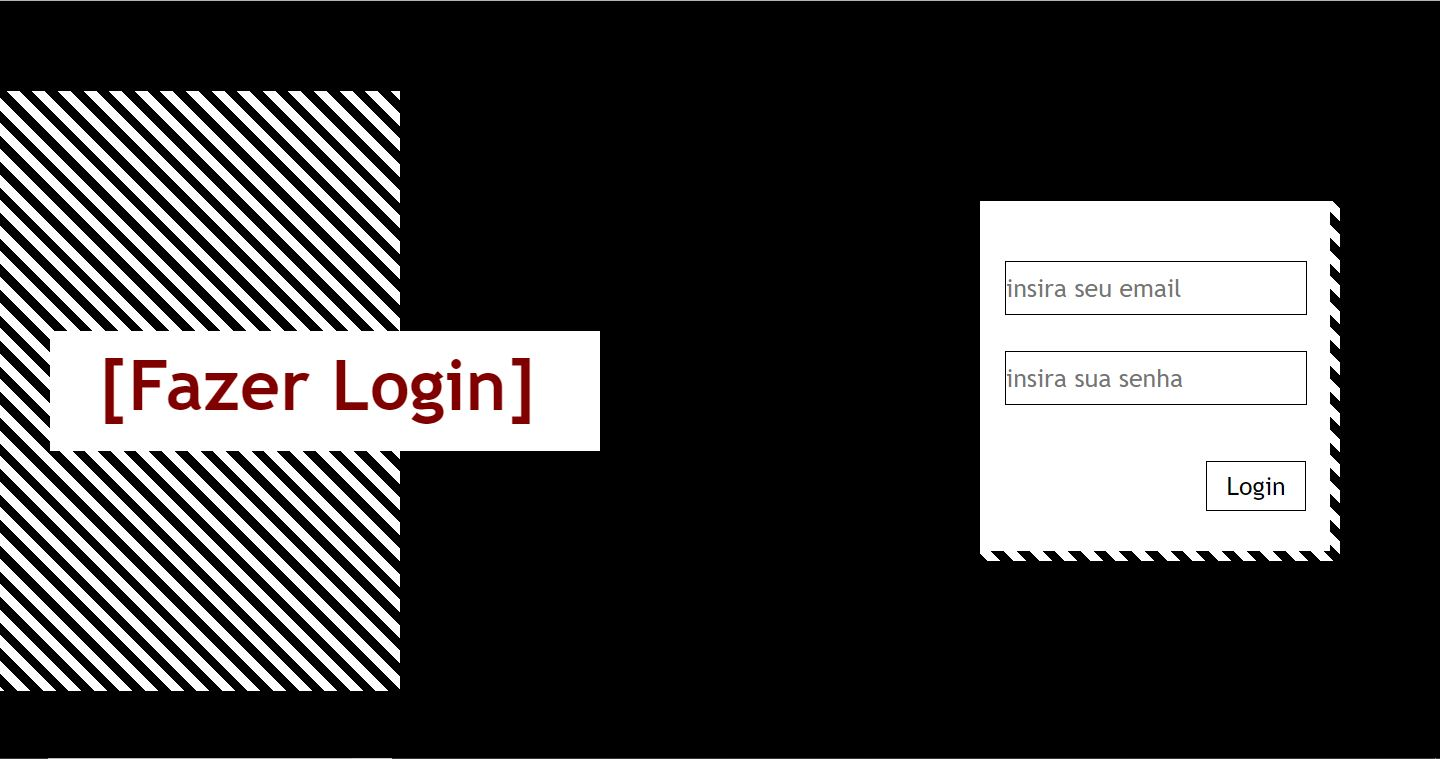 [Fazer Login]
insira seu email
insira sua senha
Login